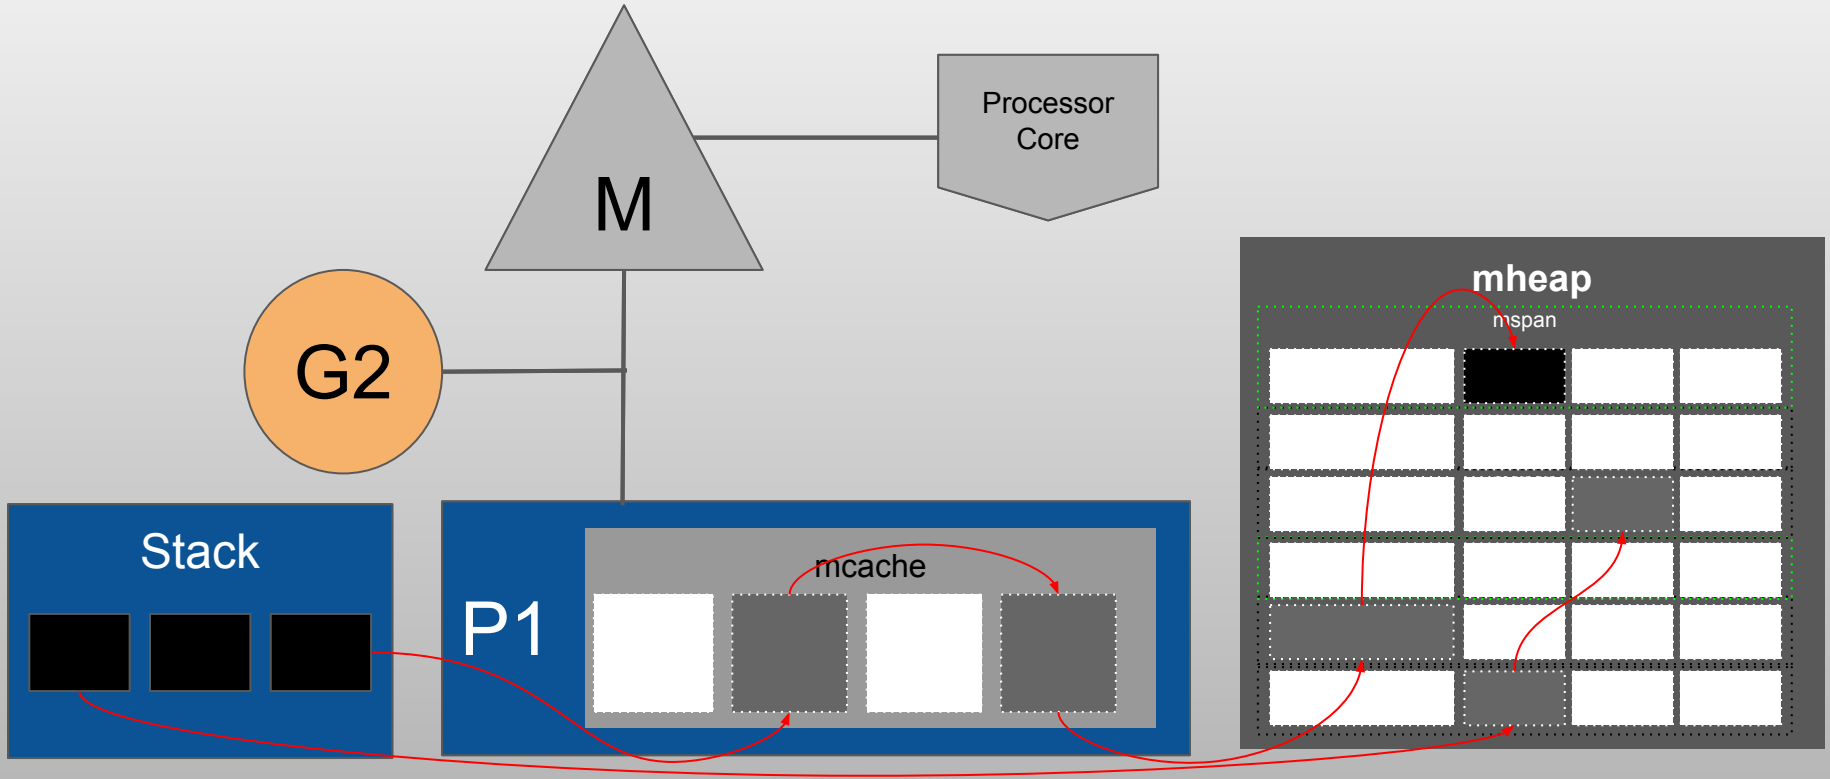 Processor
Core
M
mheap
mspan
G2
Stack
mcache
P1